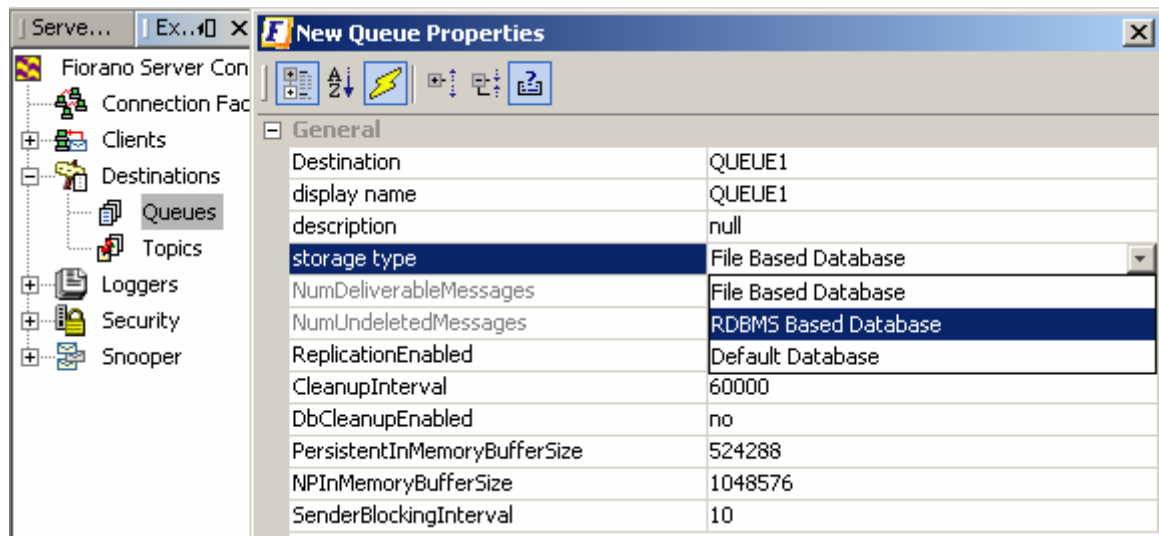 Serve...
Ex..
New Queue Properties
Fiorano Server Con
Connection Fac
Clients
Destinations
Queues
Topics
Loggers
Security
Snooper
General
Destination QUEUE1
display name QUEUE1
description null
storage type File Based Database
NumDeliverableMessages File Based Database
NumUndeletedMessages RDBMS Based Database
ReplicationEnabled Default Database
CleanupInterval 60000
DbCleanupEnabled no
PersistentInMemoryBufferSize 524288
NPInMemoryBufferSize 1048576
SenderBlockingInterval 10